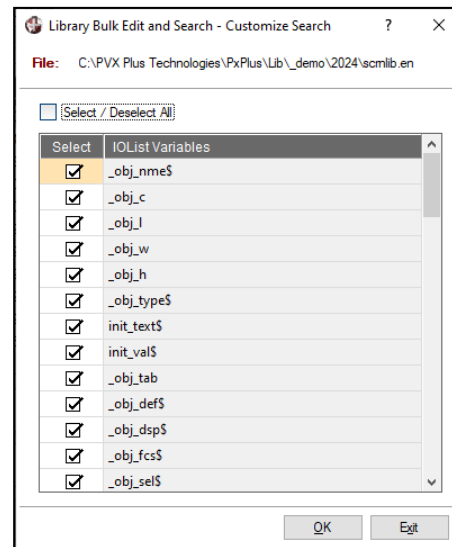 Library Bulk Edit and Search - Customize Search
File: C:\PVX Plus Technologies\PxPlus\Lib\_demo\2024\scmlib.en
Select / Deselect All
Select IOList Variables
_obj_nme$
_obj_c
_obj_l
_obj_w
_obj_h
_obj_type$
init_text$
init_val$
_obj_tab
_obj_def$
_obj_dsp$
_obj_fcs$
_obj_sel$
OK Exit